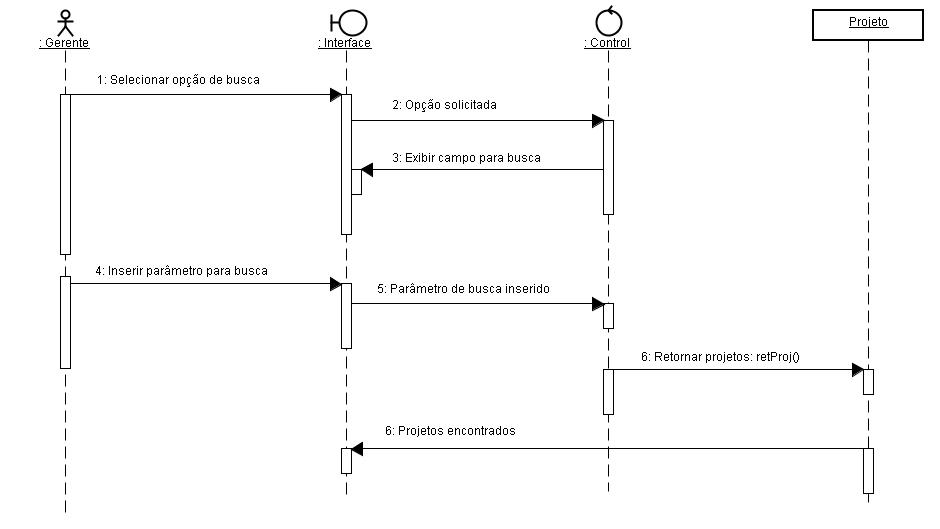 Projeto
: Gerente
: Interface
: Control
1: Selecionar opção de busca
2: Opção solicitada
3: Exibir campo para busca
4: Inserir parâmetro para busca
5: Parâmetro de busca inserido
6: Retornar projetos: retProj()
6: Projetos encontrados